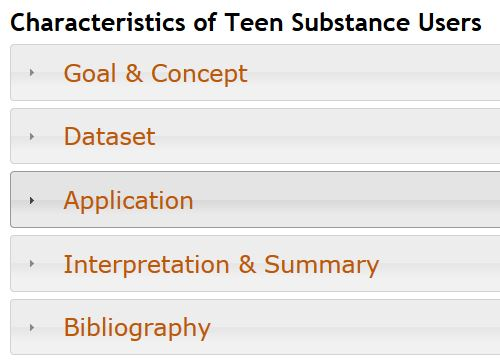 Characteristics of Teen Substance Users
Goal & Concept
Dataset
Application
Interpretation & Summary
Bibliography